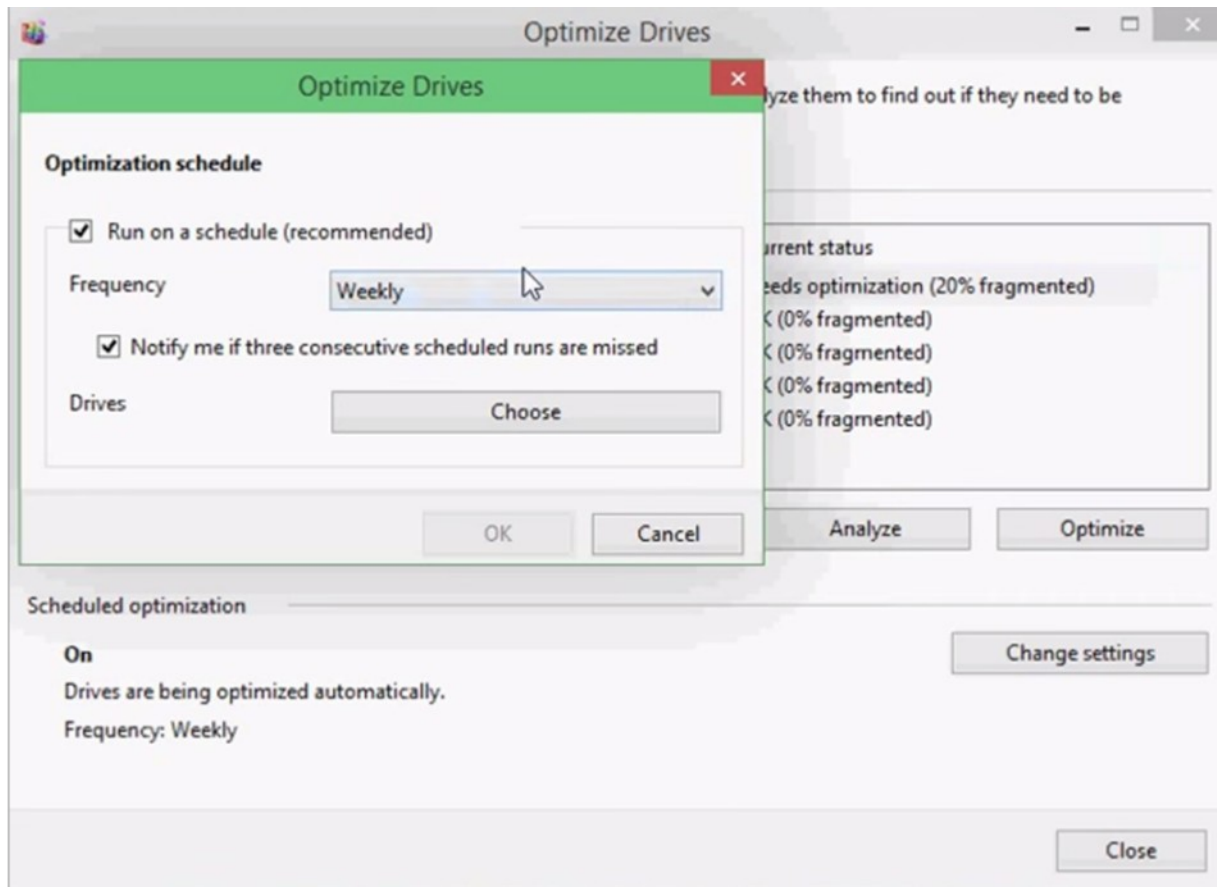 Optimize Drives
Optimize Drives
lyze them to find out if they need to be
Optimization schedule
Run on a schedule (recommended)
Frequency
Weekly
Notify me if three consecutive scheduled runs are missed
Drives
Choose
OK
Cancel
urrent status
eeds optimization (20% fragmented)
K (0% fragmented)
K (0% fragmented)
K (0% fragmented)
K (0% fragmented)
Analyze
Optimize
Scheduled optimization
On
Change settings
Drives are being optimized automatically.
Frequency: Weekly
Close